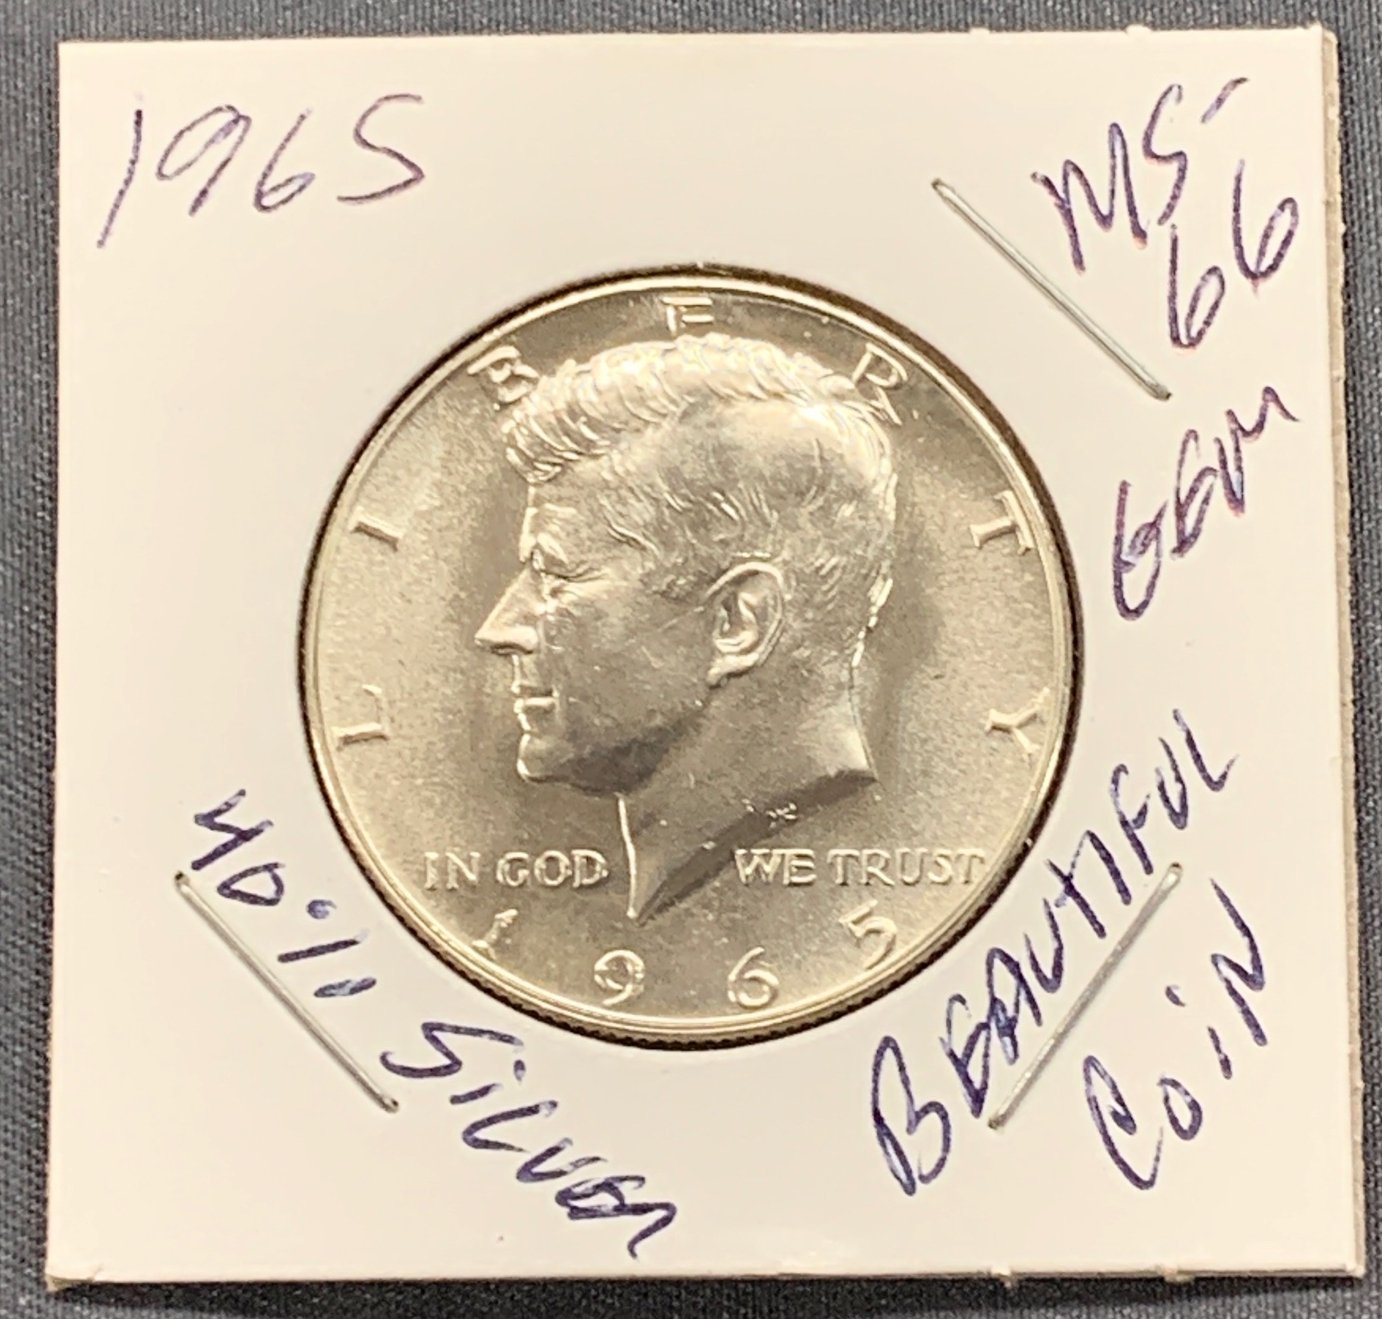 1965
MS-
66
GEM
BEAUTIFUL
COiN
40% SiLVER
LIBERTY
IN GOD WE TRUST
1965